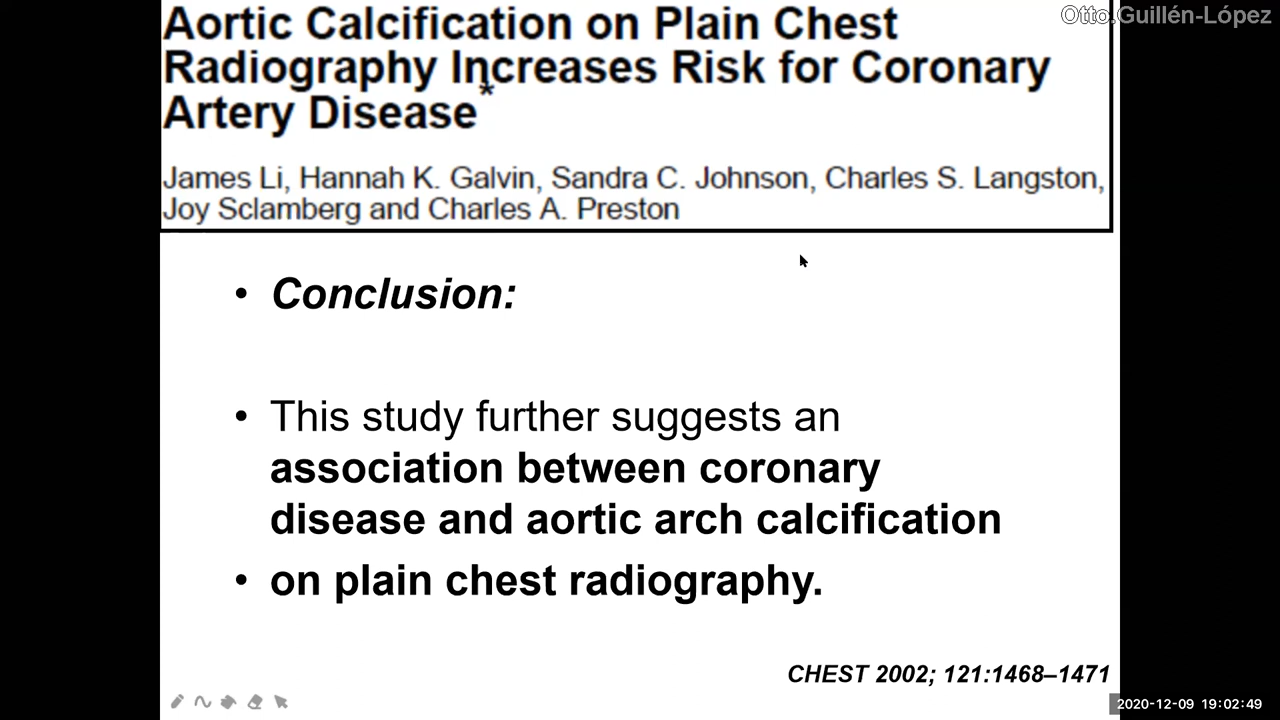 Otto.Guillén-López
Aortic Calcification on Plain Chest
Radiography Increases Risk for Coronary
Artery Disease*
James Li, Hannah K. Galvin, Sandra C. Johnson, Charles S. Langston,
Joy Sclamberg and Charles A. Preston
• Conclusion:
• This study further suggests an
association between coronary
disease and aortic arch calcification
• on plain chest radiography.
CHEST 2002; 121:1468–1471
2020-12-09 19:02:49